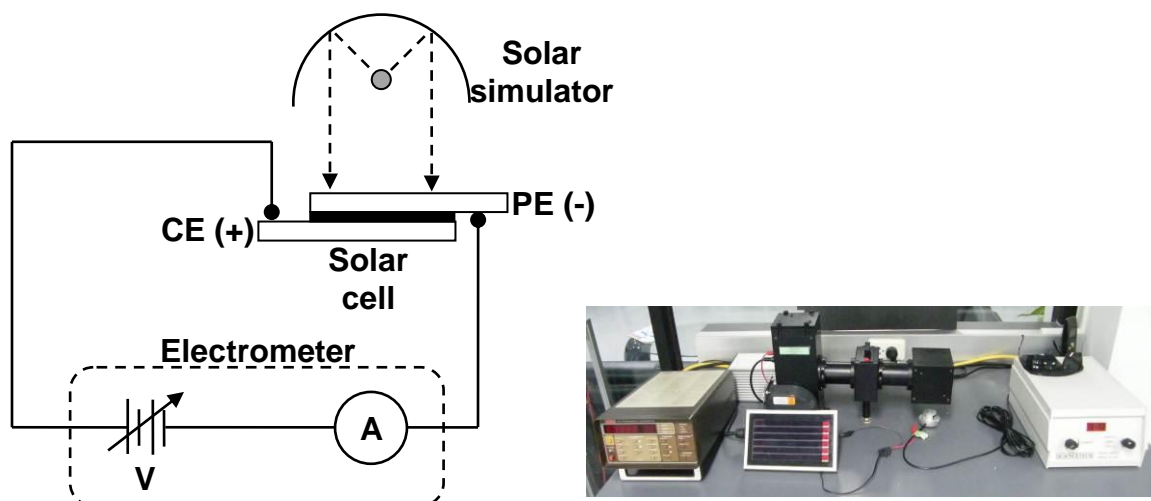 Solar
simulator
PE (-)
CE (+)
Solar
cell
Electrometer
A
V